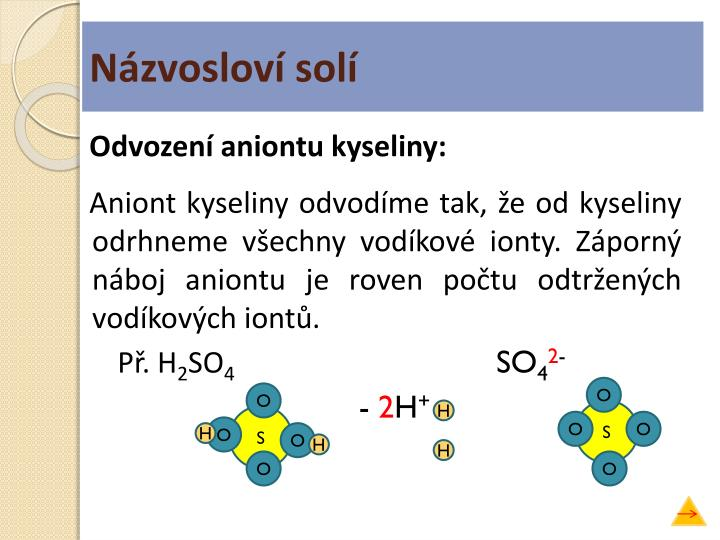 Názvosloví solí
Odvození aniontu kyseliny:
Aniont kyseliny odvodíme tak, že od kyseliny
odrhneme všechny vodíkové ionty. Záporný
náboj aniontu je roven počtu odtržených
vodíkových iontů.
Př. H₂SO₄ SO₄²⁻
- 2H⁺
O
H O S O H
O
H
H
O
O S O
O